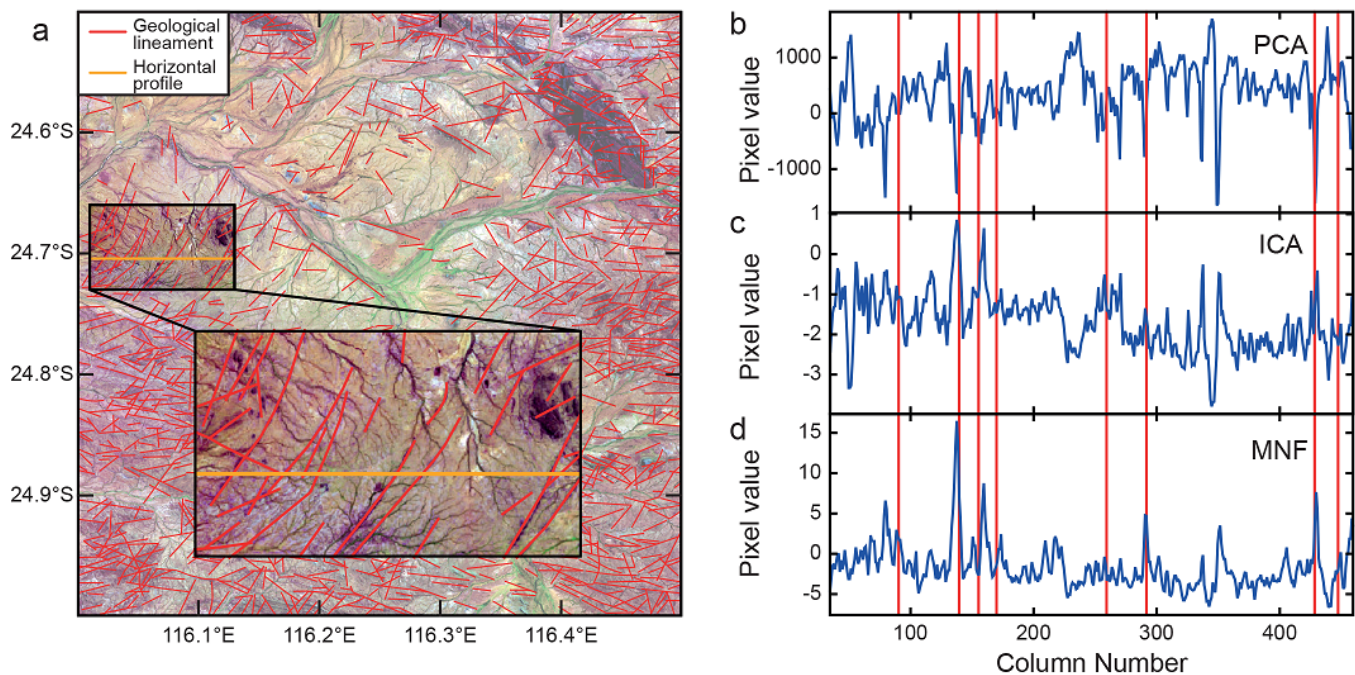 a
Geological
lineament
Horizontal
profile
24.6°S
24.7°S
24.8°S
24.9°S
116.1°E 116.2°E 116.3°E 116.4°E
b
PCA
Pixel value
1000
0
-1000
c
ICA
Pixel value
1
0
-1
-2
-3
d
MNF
Pixel value
15
10
5
0
-5
100 200 300 400
Column Number